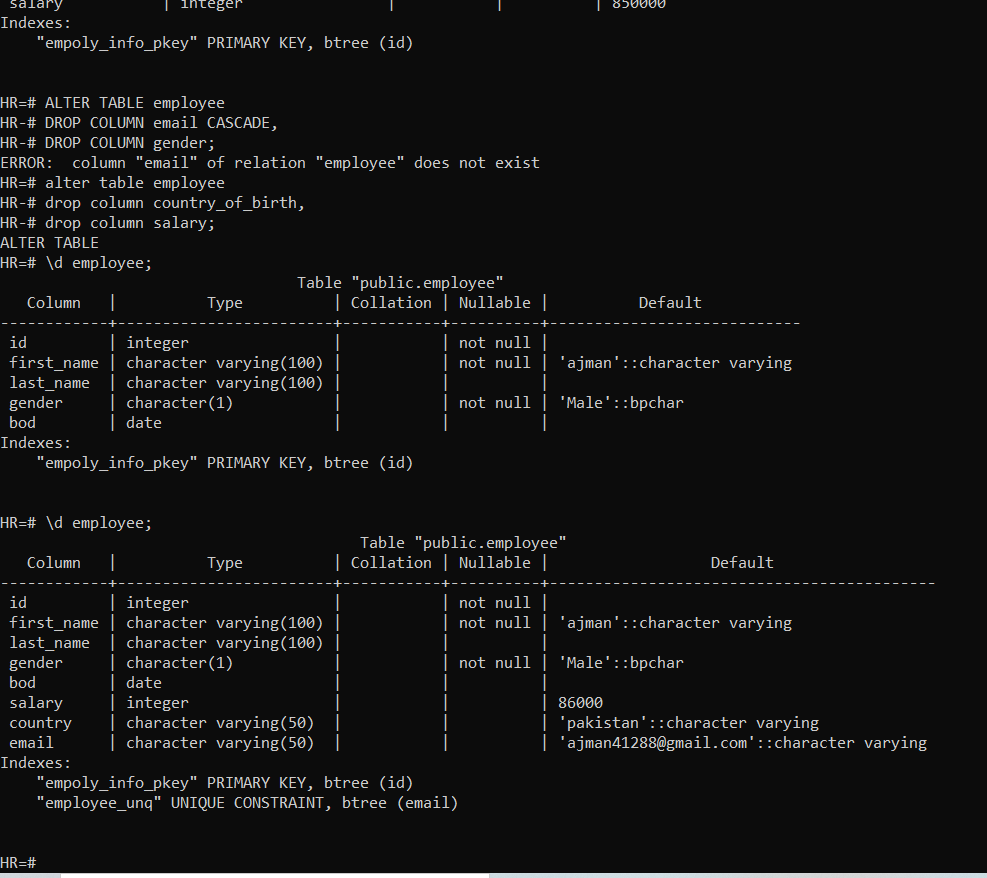 salary | integer | | | 850000
Indexes:
    "empoly_info_pkey" PRIMARY KEY, btree (id)
HR=# ALTER TABLE employee
HR-# DROP COLUMN email CASCADE,
HR-# DROP COLUMN gender;
ERROR:  column "email" of relation "employee" does not exist
HR=# alter table employee
HR-# drop column country_of_birth,
HR-# drop column salary;
ALTER TABLE
HR=# \d employee;
                                 Table "public.employee"
   Column   |          Type          | Collation | Nullable |          Default
------------+------------------------+-----------+----------+----------------------------
 id         | integer                |           | not null |
 first_name | character varying(100) |           | not null | 'ajman'::character varying
 last_name  | character varying(100) |           |          |
 gender     | character(1)           |           | not null | 'Male'::bpchar
 bod        | date                   |           |          |
Indexes:
    "empoly_info_pkey" PRIMARY KEY, btree (id)
HR=# \d employee;
                                        Table "public.employee"
   Column   |          Type          | Collation | Nullable |                  Default
------------+------------------------+-----------+----------+-------------------------------------------
 id         | integer                |           | not null |
 first_name | character varying(100) |           | not null | 'ajman'::character varying
 last_name  | character varying(100) |           |          |
 gender     | character(1)           |           | not null | 'Male'::bpchar
 bod        | date                   |           |          |
 salary     | integer                |           |          | 86000
 country    | character varying(50)  |           |          | 'pakistan'::character varying
 email      | character varying(50)  |           |          | 'ajman41288@gmail.com'::character varying
Indexes:
    "empoly_info_pkey" PRIMARY KEY, btree (id)
    "employee_unq" UNIQUE CONSTRAINT, btree (email)
HR=#